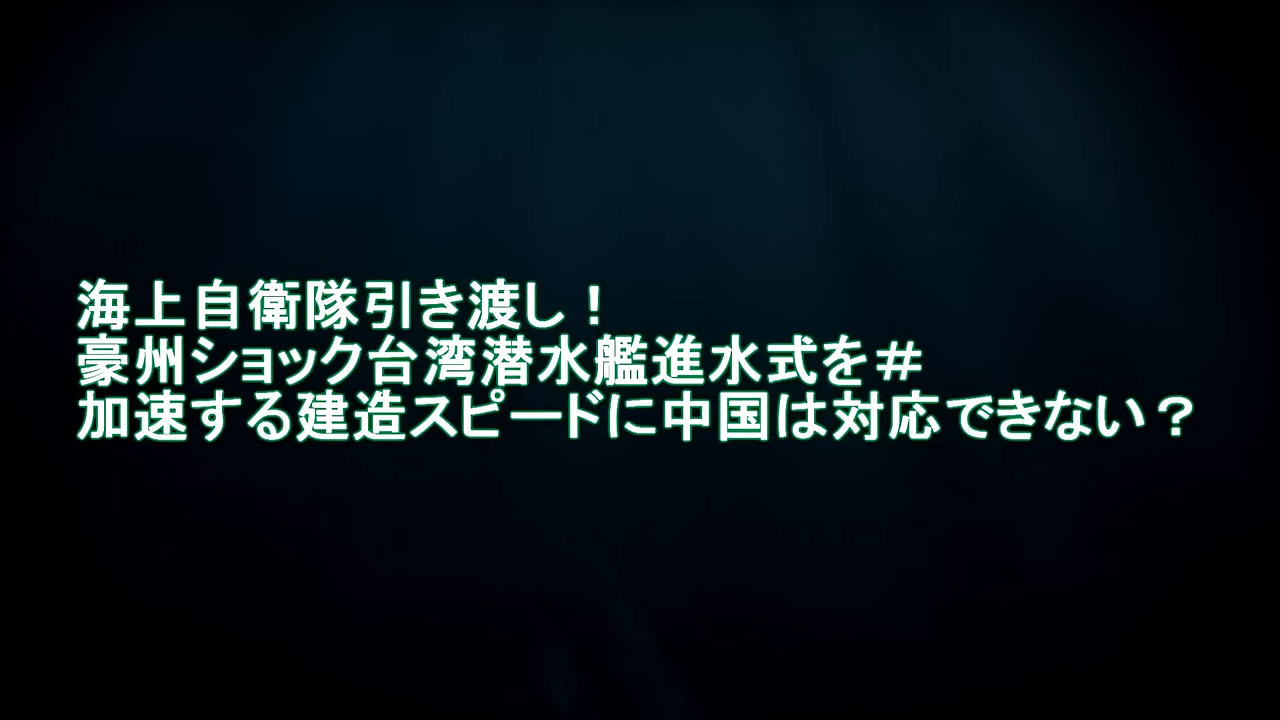 海上自衛隊引き渡し！
豪州ショック台湾潜水艦進水式を＃
加速する建造スピードに中国は対応できない？